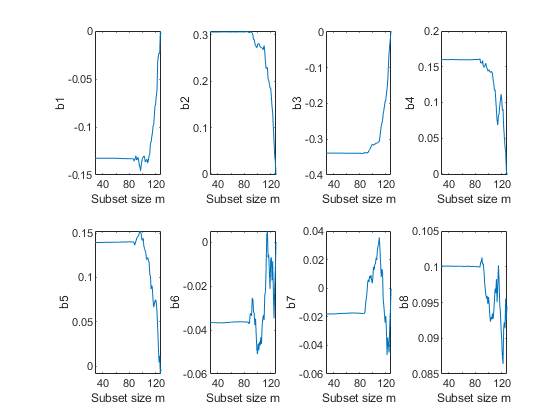 0
-0.05
-0.1
-0.15
b1
40 80 120
Subset size m
0.3
0.2
0.1
0
b2
40 80 120
Subset size m
0
-0.1
-0.2
-0.3
-0.4
b3
40 80 120
Subset size m
0.2
0.15
0.1
0.05
0
b4
40 80 120
Subset size m
0.15
0.1
0.05
0
b5
40 80 120
Subset size m
0
-0.02
-0.04
-0.06
b6
40 80 120
Subset size m
0.04
0.02
0
-0.02
-0.04
-0.06
b7
40 80 120
Subset size m
0.105
0.1
0.095
0.09
0.085
b8
40 80 120
Subset size m